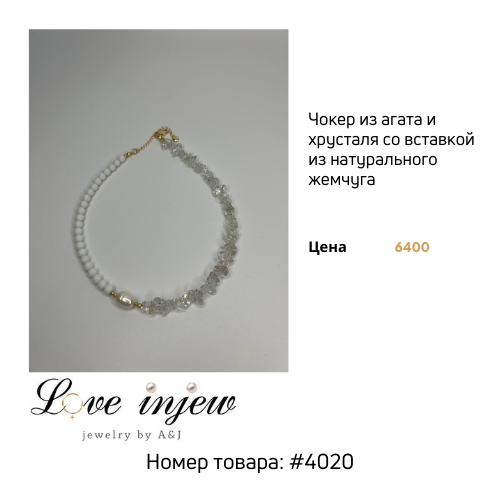 Чокер из агата и
хрусталя со вставкой
из натурального
жемчуга
Цена 6400
Love injew
jewelry by A&J
Номер товара: #4020